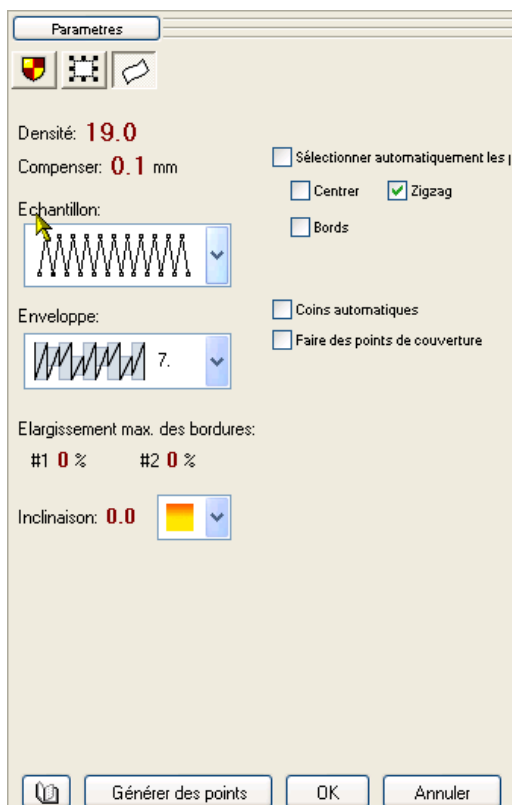 Parametres
Densité: 19.0
Compenser: 0.1 mm
Sélectionner automatiquement les
Centrer
Zigzag
Bords
Echantillon:
Coins automatiques
Faire des points de couverture
Enveloppe:
7.
Elargissement max. des bordures:
#1 0 % #2 0 %
Inclinaison: 0.0
Générer des points
OK
Annuler